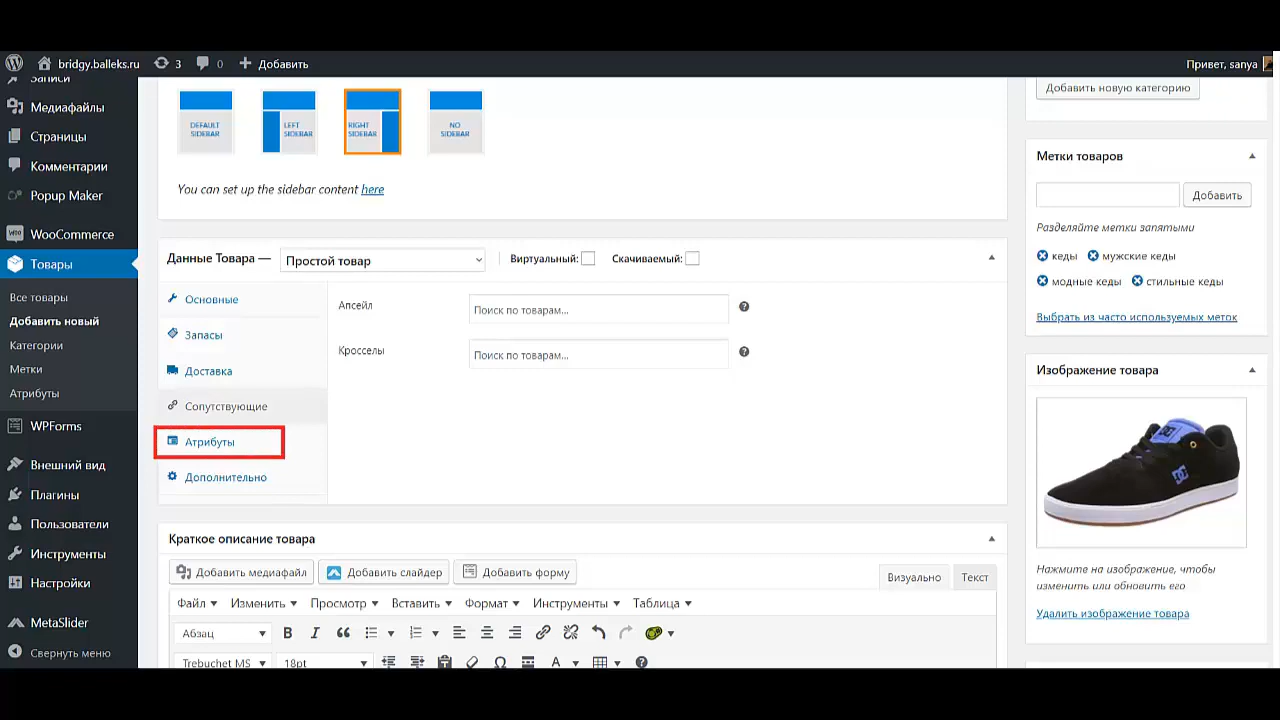 bridgy.balleks.ru 3 0 Добавить Привет, sanya
Записи
Медиафайлы
Страницы
Комментарии
Popup Maker
WooCommerce
Товары
Все товары
Добавить новый
Категории
Метки
Атрибуты
WPForms
Внешний вид
Плагины
Пользователи
Инструменты
Настройки
MetaSlider
Свернуть меню
DEFAULT SIDEBAR
LEFT SIDEBAR
RIGHT SIDEBAR
NO SIDEBAR
You can set up the sidebar content here
Данные Товара — Простой товар Виртуальный: Скачиваемый:
Основные
Запасы
Доставка
Сопутствующие
Атрибуты
Дополнительно
Апсейл Поиск по товарам...
Кросселы Поиск по товарам...
Краткое описание товара
Добавить медиафайл Добавить слайдер Добавить форму
Визуально Текст
Файл Изменить Просмотр Вставить Формат Инструменты Таблица
Абзац
Trebuchet MS 18pt
Добавить новую категорию
Метки товаров
Добавить
Разделяйте метки запятыми
кеды мужские кеды
модные кеды стильные кеды
Выбрать из часто используемых меток
Изображение товара
DC
Нажмите на изображение, чтобы
изменить или обновить его
Удалить изображение товара